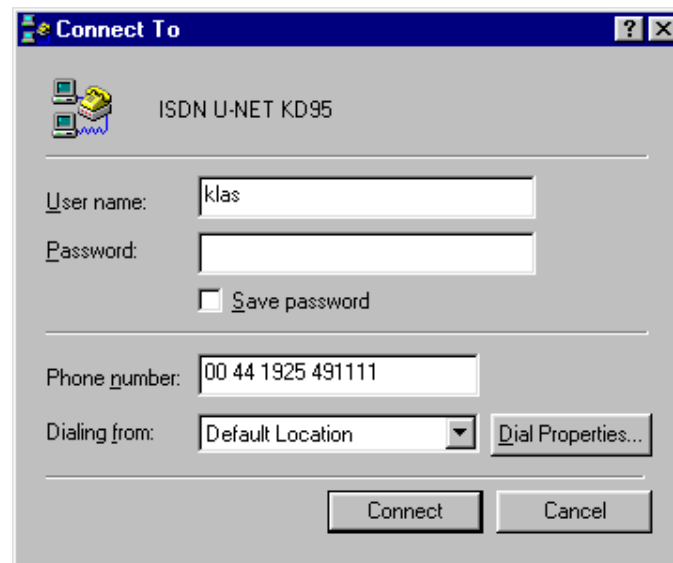 Connect To
ISDN U-NET KD95
User name: klas
Password:
Save password
Phone number: 00 44 1925 491111
Dialing from: Default Location Dial Properties...
Connect Cancel